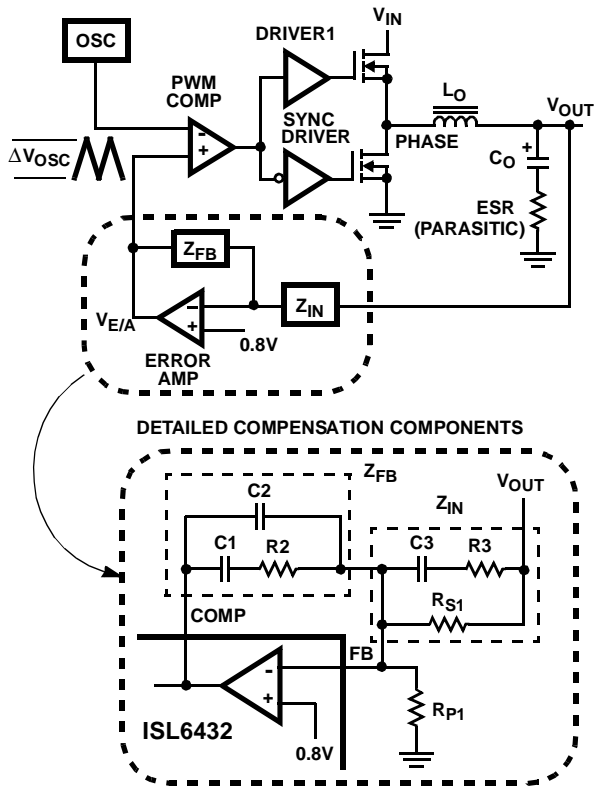 OSC
DRIVER1
V_IN
PWM
COMP
SYNC
DRIVER
L_O
V_OUT
PHASE
ΔV_OSC
-
+
+
C_O
ESR
(PARASITIC)
Z_FB
V_E/A
-
+
Z_IN
0.8V
ERROR
AMP
DETAILED COMPENSATION COMPONENTS
Z_FB
V_OUT
C2
Z_IN
C1
R2
C3
R3
R_S1
COMP
FB
-
+
R_P1
ISL6432
0.8V